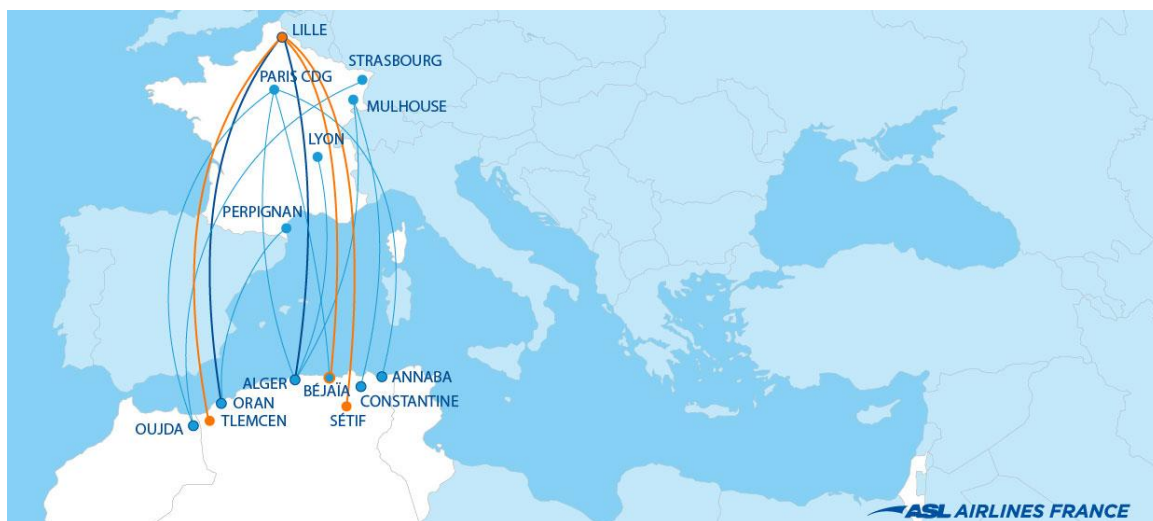 LILLE
STRASBOURG
PARIS CDG
MULHOUSE
LYON
PERPIGNAN
ALGER
BÉJAÏA
ANNABA
ORAN
CONSTANTINE
TLEMCEN
SÉTIF
OUJDA
ASL AIRLINES FRANCE